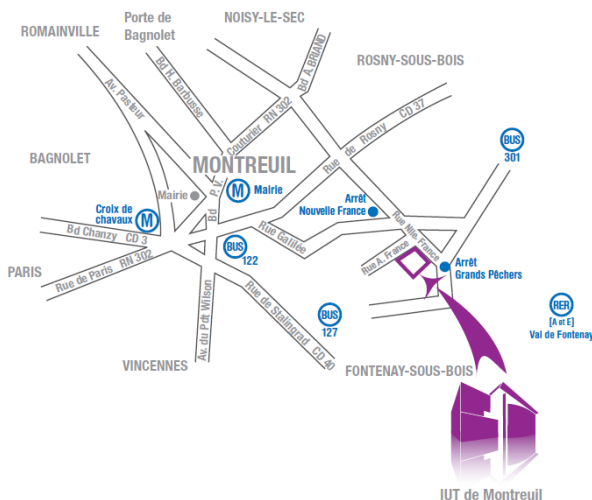 NOISY-LE-SEC
Porte de
Bagnolet
ROMAINVILLE
ROSNY-SOUS-BOIS
Bd A.BRIAND
Bd H. Barbusse
Av. Pasteur
Couturier RN 302
Rue de Rosny CD 37
BUS
301
BAGNOLET
MONTREUIL
P.V.
Bd
M Mairie
Mairie
Croix de
chavaux
M
Arrêt
Nouvelle France
Rue Nlle. France
Bd Chanzy CD 3
Rue Galilée
BUS
122
Rue A. France
Arrêt
Grands Pêchers
PARIS
Rue de Paris RN 302
Av. du Pdt Wilson
Rue de Stalingrad CD 40
BUS
127
RER
[A et E]
Val de Fontenay
VINCENNES
FONTENAY-SOUS-BOIS
IUT de Montreuil